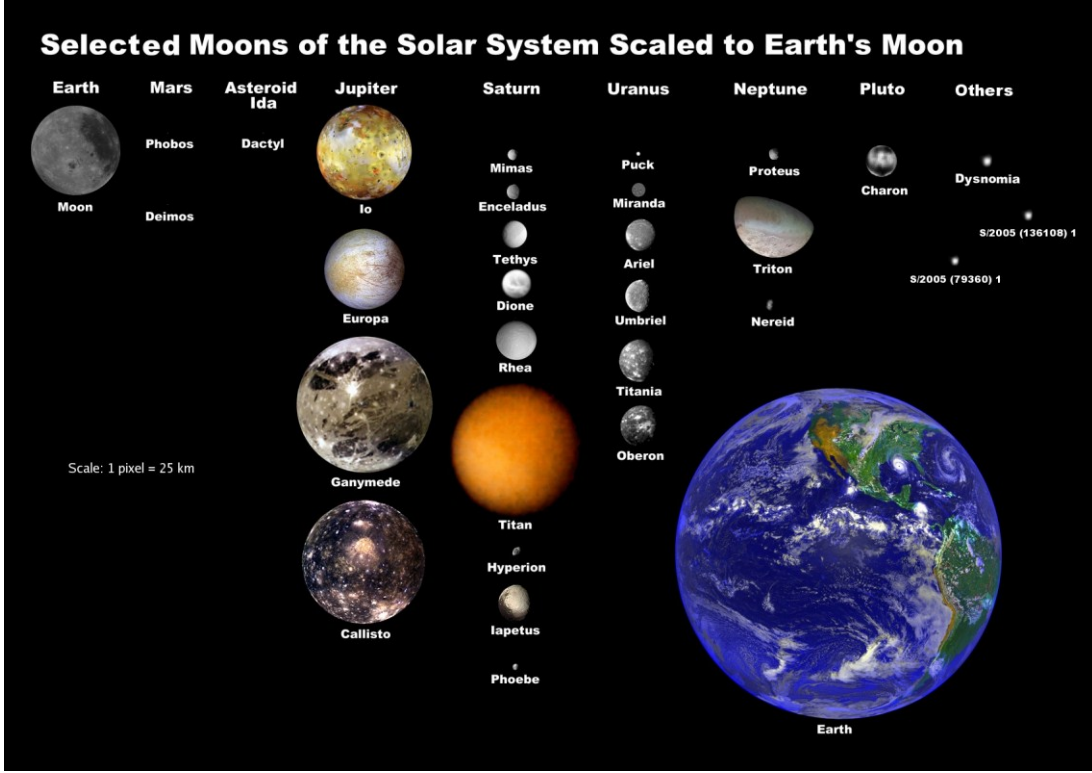 Selected Moons of the Solar System Scaled to Earth's Moon
Earth
Mars
Asteroid
Ida
Jupiter
Saturn
Uranus
Neptune
Pluto
Others
Moon
Phobos
Deimos
Dactyl
Io
Europa
Ganymede
Callisto
Mimas
Enceladus
Tethys
Dione
Rhea
Titan
Hyperion
Iapetus
Phoebe
Puck
Miranda
Ariel
Umbriel
Titania
Oberon
Proteus
Triton
Nereid
Charon
Dysnomia
S/2005 (136108) 1
S/2005 (79360) 1
Scale: 1 pixel = 25 km
Earth